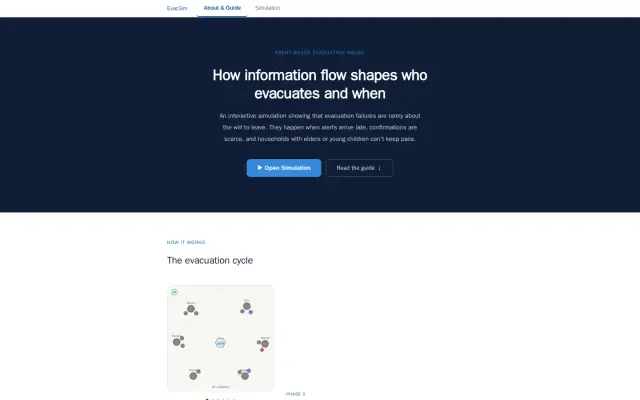 EvacSim
About & Guide
Simulation
AGENT-BASED EVACUATION MODEL
How information flow shapes who
evacuates and when
An interactive simulation showing that evacuation failures are rarely about
the will to leave. They happen when alerts arrive late, confirmations are
scarce, and households with elders or young children can't keep pace.
▶ Open Simulation
Read the guide ↓
HOW IT WORKS
The evacuation cycle
PHASE 0